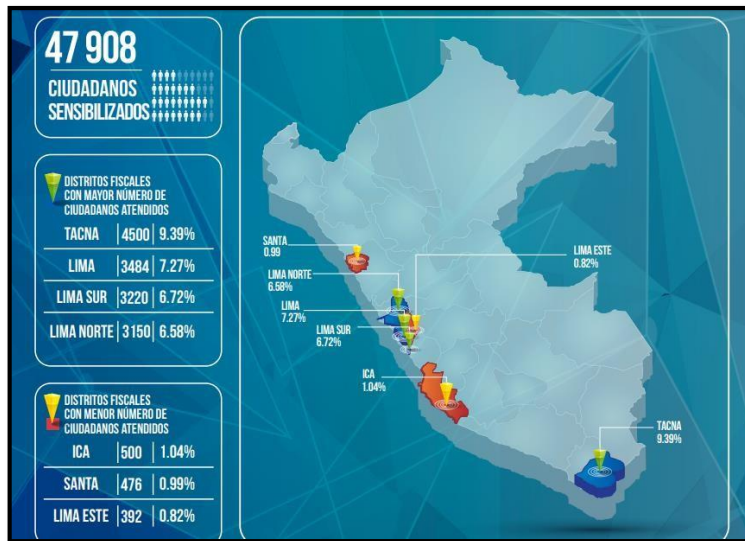 47 908
CIUDADANOS
SENSIBILIZADOS
DISTRITOS FISCALES
CON MAYOR NÚMERO DE
CIUDADANOS ATENDIDOS
TACNA 4500 9.39%
LIMA 3484 7.27%
LIMA SUR 3220 6.72%
LIMA NORTE 3150 6.58%
DISTRITOS FISCALES
CON MENOR NÚMERO DE
CIUDADANOS ATENDIDOS
ICA 500 1.04%
SANTA 476 0.99%
LIMA ESTE 392 0.82%
SANTA
0.99
LIMA ESTE
0.82%
LIMA NORTE
6.58%
LIMA
7.27%
LIMA SUR
6.72%
ICA
1.04%
TACNA
9.39%